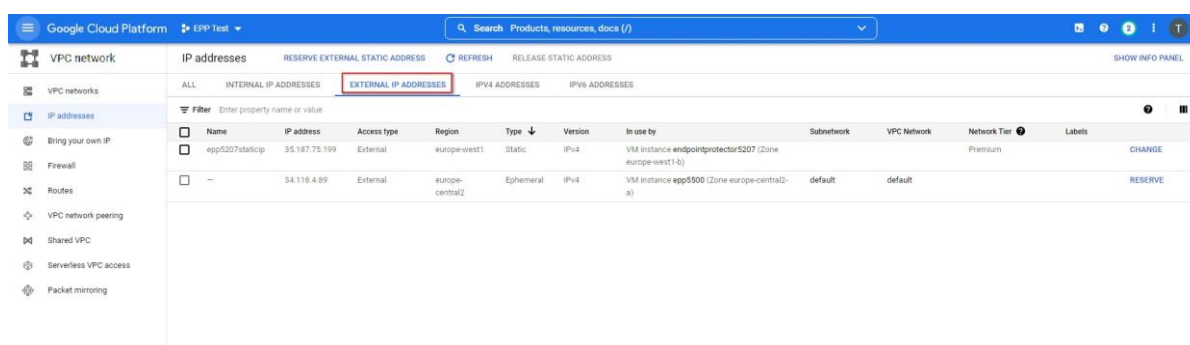 Google Cloud Platform EPP Test Search Products, resources, docs (/) 2 T
VPC network IP addresses RESERVE EXTERNAL STATIC ADDRESS REFRESH RELEASE STATIC ADDRESS SHOW INFO PANEL
VPC networks
IP addresses
Bring your own IP
Firewall
Routes
VPC network peering
Shared VPC
Serverless VPC access
Packet mirroring
ALL INTERNAL IP ADDRESSES EXTERNAL IP ADDRESSES IPV4 ADDRESSES IPV6 ADDRESSES
Filter Enter property name or value
Name IP address Access type Region Type Version In use by Subnetwork VPC Network Network Tier Labels
epp5207staticip 35.187.75.199 External europe-west1 Static IPv4 VM instance endpointprotector5207 (Zone Premium CHANGE
europe-west1-b)
— 34.118.4.89 External europe- Ephemeral IPv4 VM instance epp5500 (Zone europe-central2- default default RESERVE
central2 a)